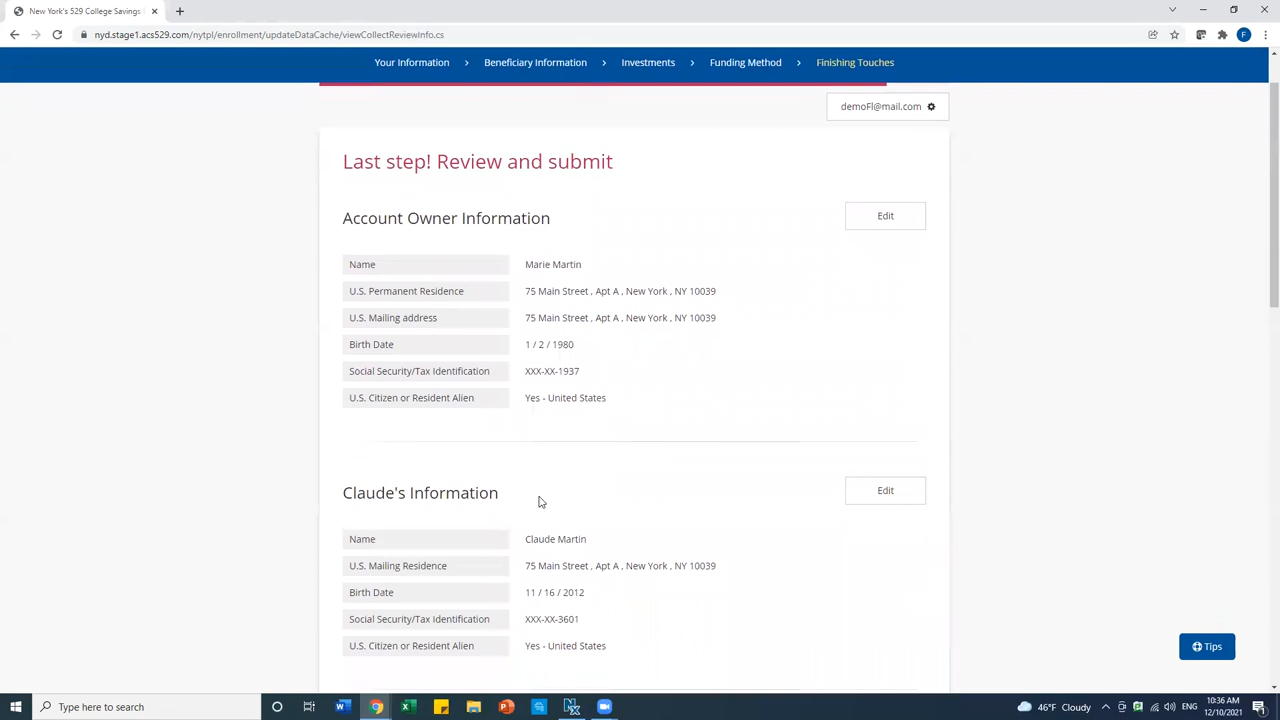 New York's 529 College Savings
nyd.stage1.acs529.com/nytpl/enrollment/updateDataCache/viewCollectReviewInfo.cs
F
Your Information > Beneficiary Information > Investments > Funding Method > Finishing Touches
demoFl@mail.com
Last step! Review and submit
Account Owner Information
Edit
Name Marie Martin
U.S. Permanent Residence 75 Main Street , Apt A , New York , NY 10039
U.S. Mailing address 75 Main Street , Apt A , New York , NY 10039
Birth Date 1 / 2 / 1980
Social Security/Tax Identification XXX-XX-1937
U.S. Citizen or Resident Alien Yes - United States
Claude's Information
Edit
Name Claude Martin
U.S. Mailing Residence 75 Main Street , Apt A , New York , NY 10039
Birth Date 11 / 16 / 2012
Social Security/Tax Identification XXX-XX-3601
U.S. Citizen or Resident Alien Yes - United States
Tips
Type here to search
46°F Cloudy
10:36 AM
12/10/2021